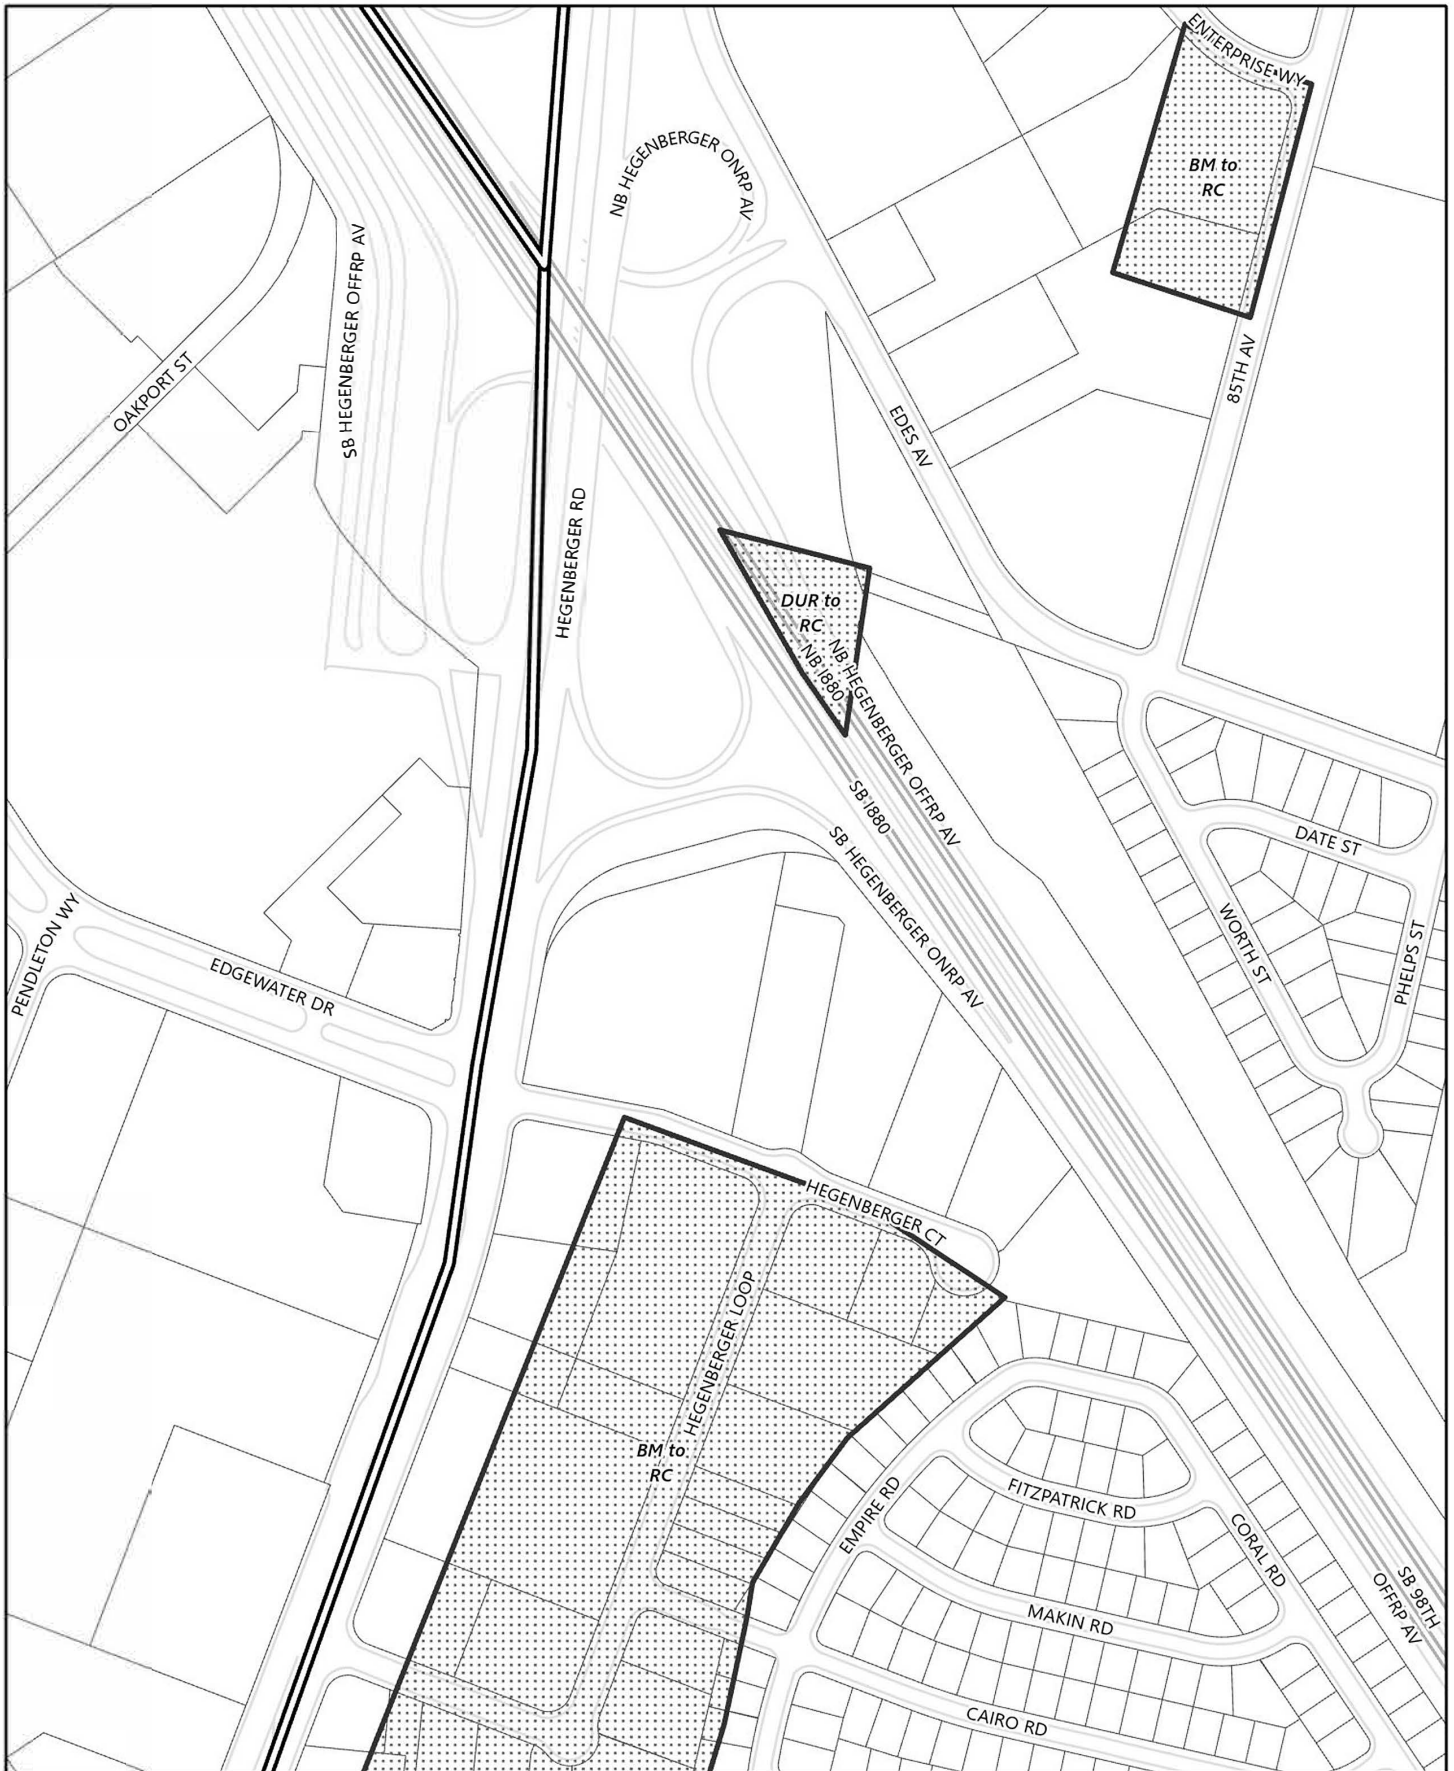 ENTERPRISE WY
BM to
RC
NB HEGENBERGER ONRP AV
SB HEGENBERGER OFFRP AV
OAKPORT ST
85TH AV
EDES AV
HEGENBERGER RD
DUR to
RC
NB I880
NB HEGENBERGER OFFRP AV
SB I880
SB HEGENBERGER ONRP AV
DATE ST
WORTH ST
PHELPS ST
PENDLETON WY
EDGEWATER DR
HEGENBERGER CT
HEGENBERGER LOOP
BM to
RC
EMPIRE RD
FITZPATRICK RD
CORAL RD
MAKIN RD
SB 98TH
OFFRP AV
CAIRO RD